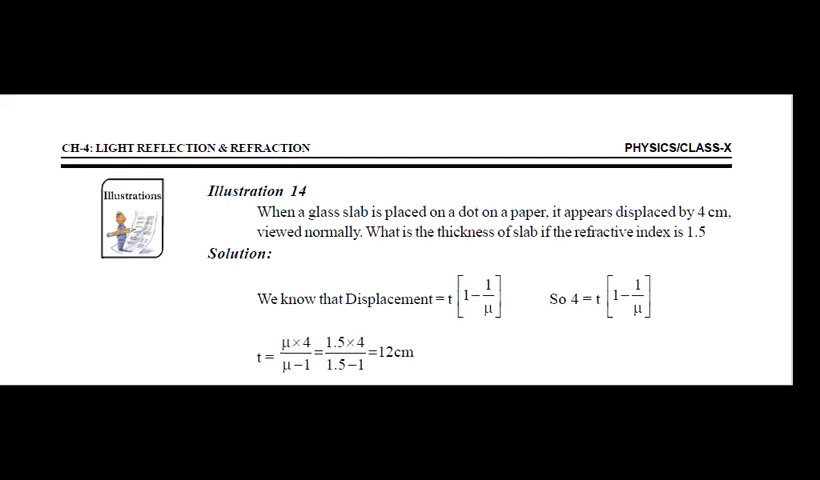 CH-4: LIGHT REFLECTION & REFRACTION PHYSICS/CLASS-X
Illustrations
Illustration 14
When a glass slab is placed on a dot on a paper, it appears displaced by 4 cm,
viewed normally. What is the thickness of slab if the refractive index is 1.5
Solution:
We know that Displacement = t [1 − 1/μ] So 4 = t [1 − 1/μ]
t = μ×4/μ−1 = 1.5×4/1.5−1 = 12cm